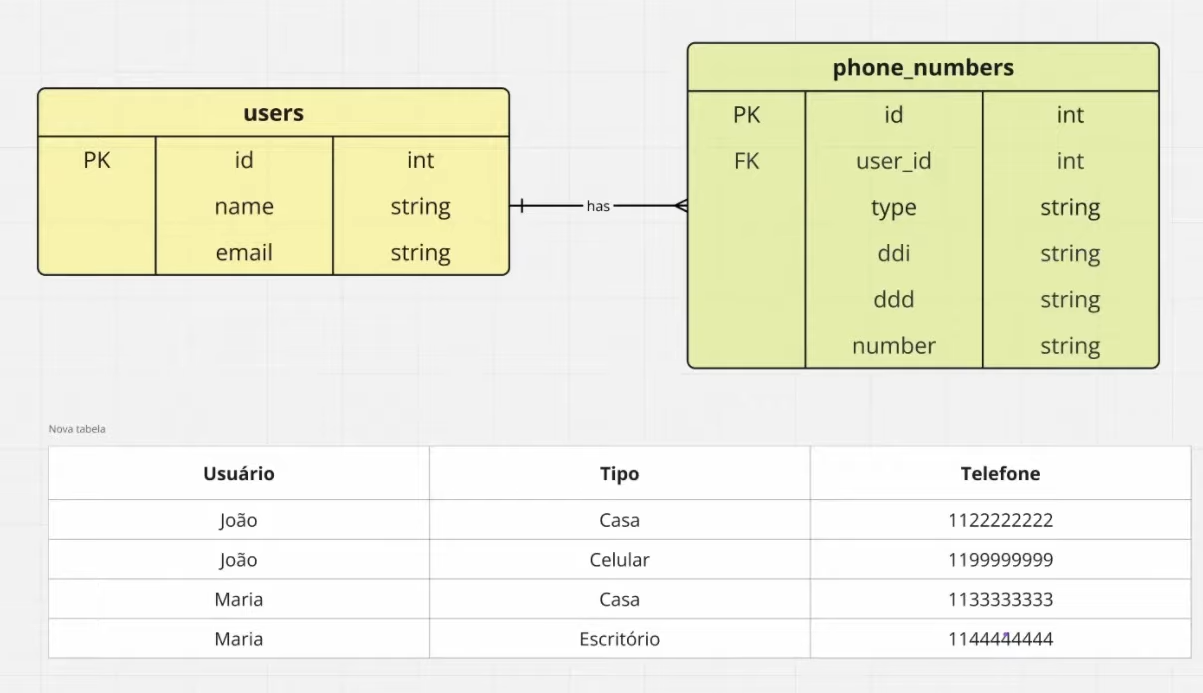 users
PK id int
name string
email string
has
phone_numbers
PK id int
FK user_id int
type string
ddi string
ddd string
number string
Nova tabela
Usuário Tipo Telefone
João Casa 1122222222
João Celular 1199999999
Maria Casa 1133333333
Maria Escritório 1144444444